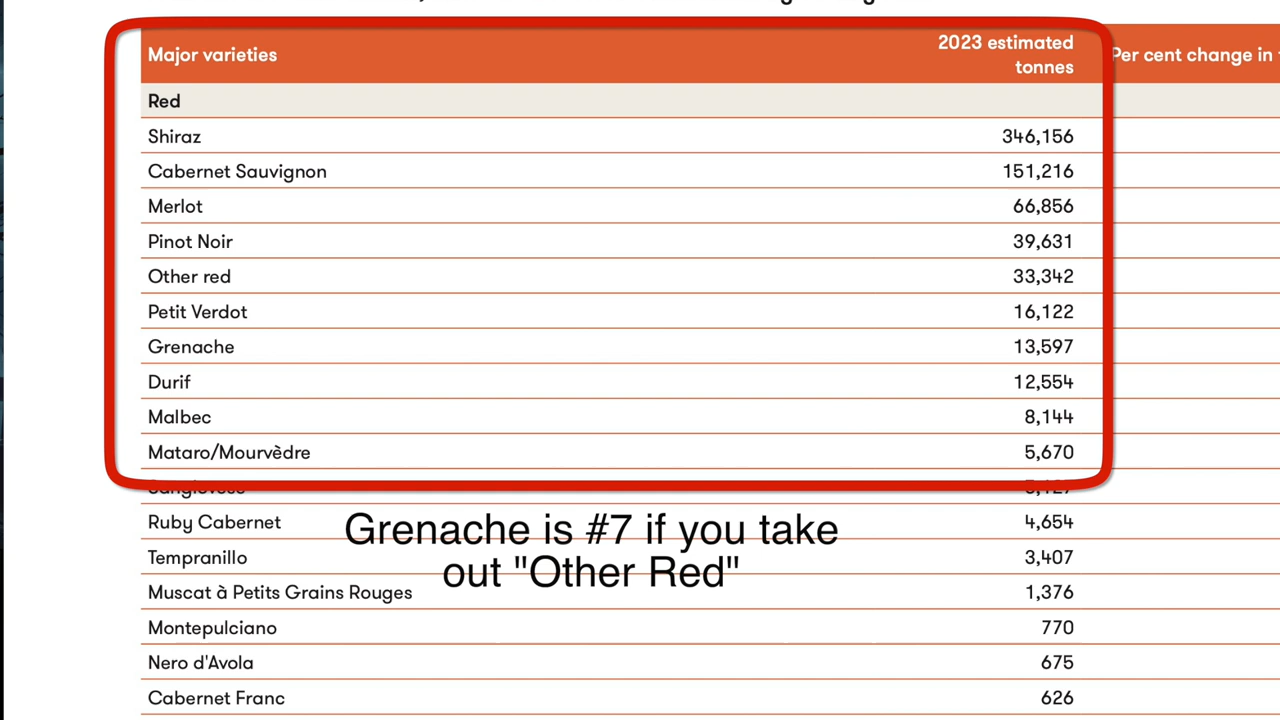 Major varieties
2023 estimated
tonnes
Per cent change in
Red
Shiraz 346,156
Cabernet Sauvignon 151,216
Merlot 66,856
Pinot Noir 39,631
Other red 33,342
Petit Verdot 16,122
Grenache 13,597
Durif 12,554
Malbec 8,144
Mataro/Mourvèdre 5,670
Ruby Cabernet 4,654
Grenache is #7 if you take
out "Other Red"
Tempranillo 3,407
Muscat à Petits Grains Rouges 1,376
Montepulciano 770
Nero d'Avola 675
Cabernet Franc 626